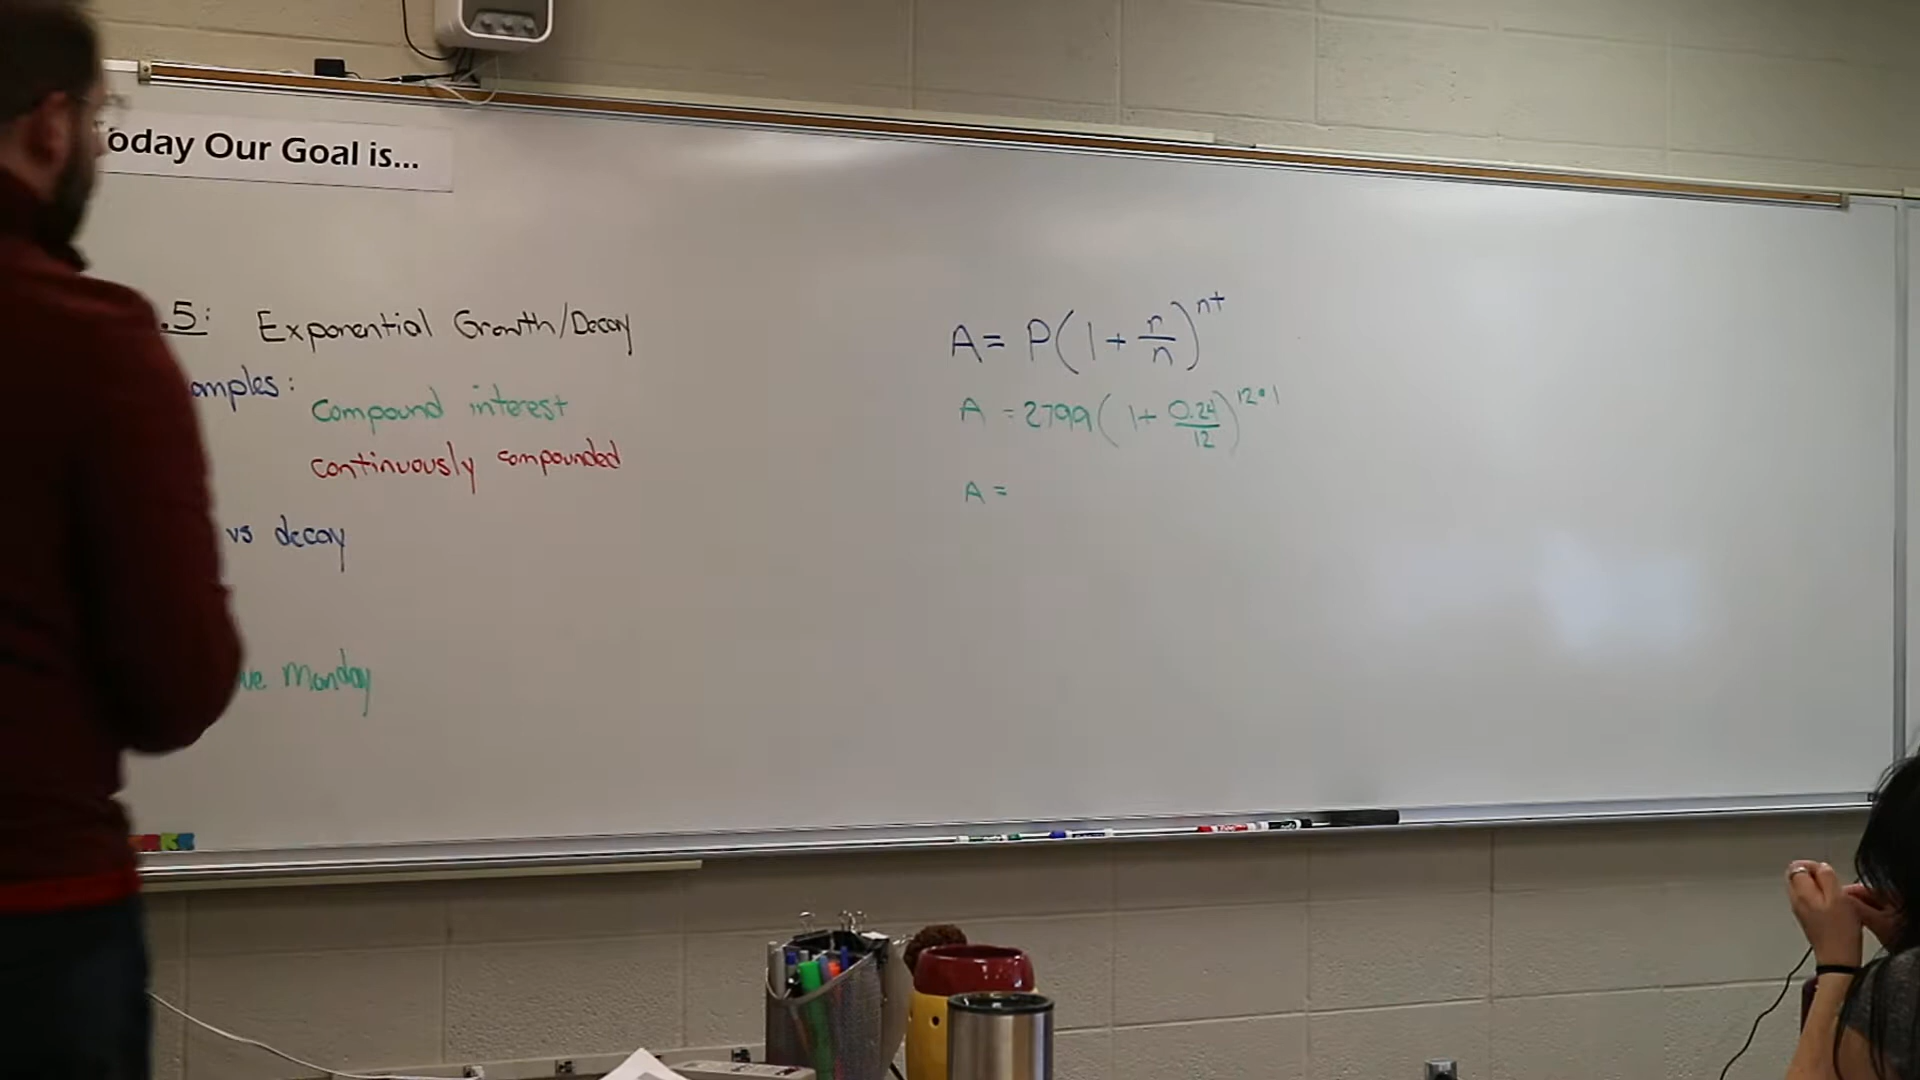 oday Our Goal is...
.5: Exponential Growth/Decay
amples:
compound interest
continuously compounded
vs decay
ue Monday
A = P(1 + r/n)^nt
A = 2799(1 + 0.24/12)^12•1
A =